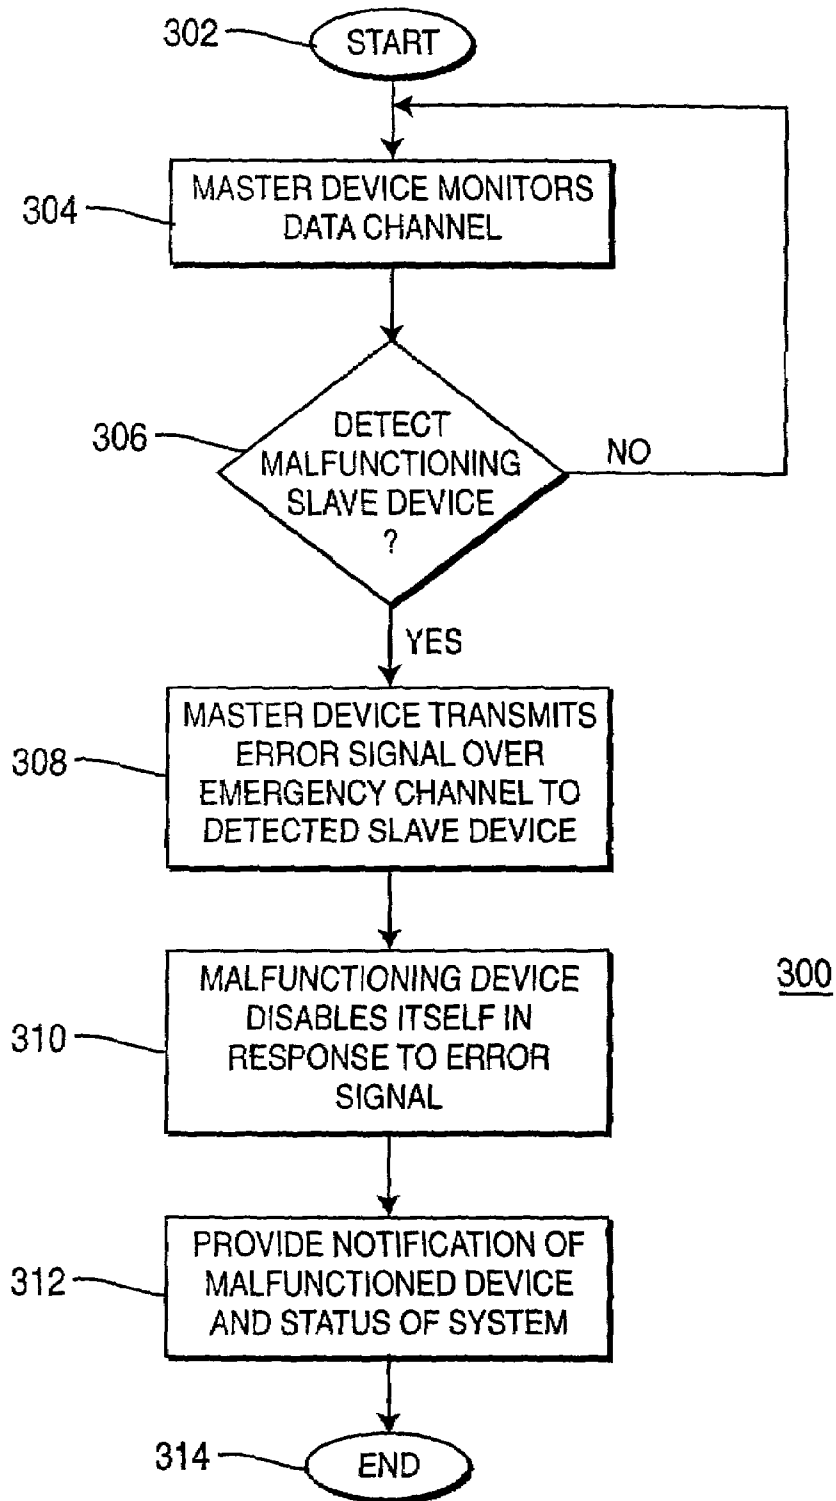 302
START
304
MASTER DEVICE MONITORS
DATA CHANNEL
306
DETECT
MALFUNCTIONING
SLAVE DEVICE
?
NO
YES
308
MASTER DEVICE TRANSMITS
ERROR SIGNAL OVER
EMERGENCY CHANNEL TO
DETECTED SLAVE DEVICE
310
MALFUNCTIONING DEVICE
DISABLES ITSELF IN
RESPONSE TO ERROR
SIGNAL
300
312
PROVIDE NOTIFICATION OF
MALFUNCTIONED DEVICE
AND STATUS OF SYSTEM
314
END